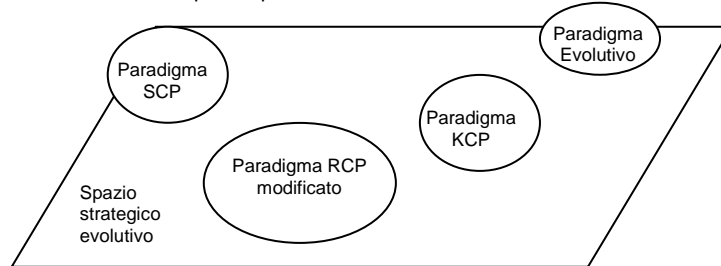 Paradigma
Evolutivo
Paradigma
SCP
Paradigma
KCP
Paradigma RCP
modificato
Spazio
strategico
evolutivo